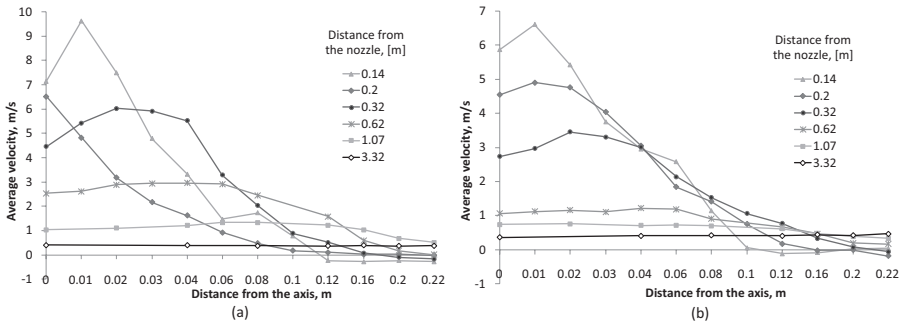 (a)
10
9
8
7
6
5
4
3
2
1
0
-1
Average velocity, m/s
Distance from
the nozzle, [m]
0.14
0.2
0.32
0.62
1.07
3.32
0 0.01 0.02 0.03 0.04 0.06 0.08 0.1 0.12 0.16 0.2 0.22
Distance from the axis, m
(a)
b)
7
6
5
4
3
2
1
0
-1
Average velocity, m/s
Distance from
the nozzle, [m]
0.14
0.2
0.32
0.62
1.07
3.32
0 0.01 0.02 0.03 0.04 0.06 0.08 0.1 0.12 0.16 0.2 0.22
Distance from the axis, m
(b)